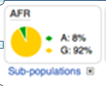 AFR
A: 8%
G: 92%
Sub-populations